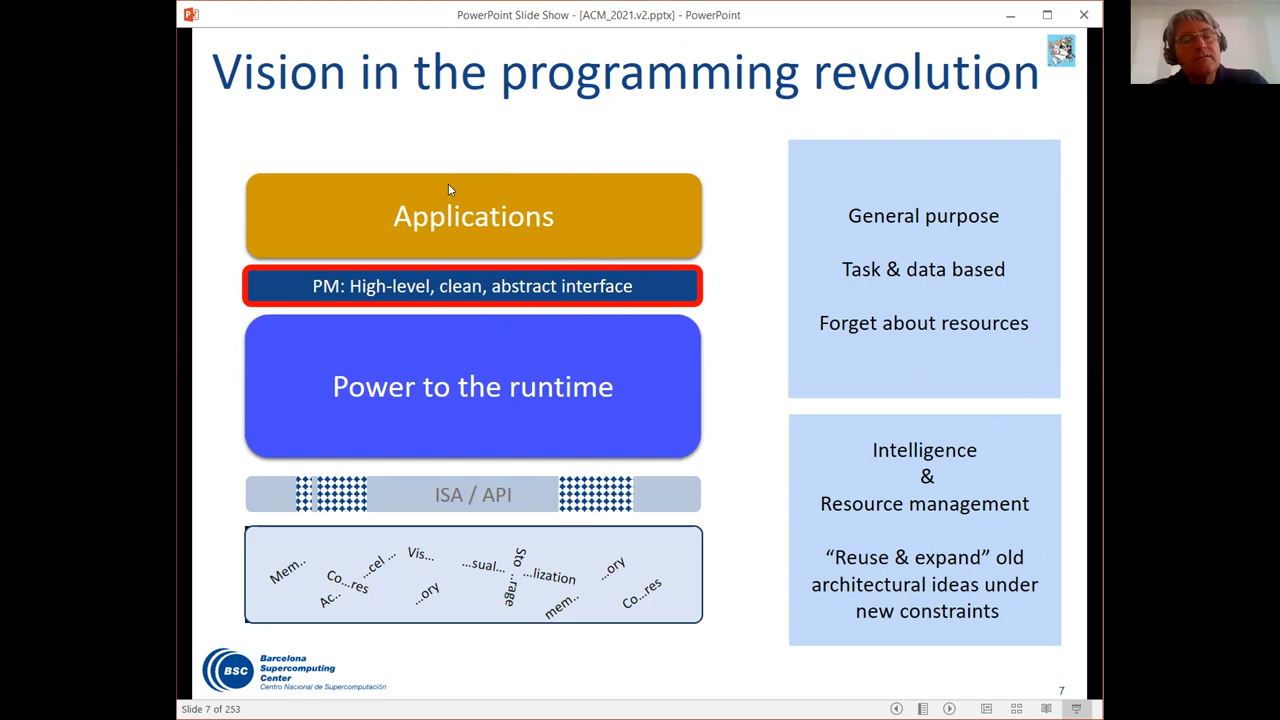 PowerPoint Slide Show - [ACM_2021.v2.pptx] - PowerPoint
Vision in the programming revolution
Applications
PM: High-level, clean, abstract interface
Power to the runtime
ISA / API
Mem..
Co...res
Ac..
...cel ...
Vis...
...ory
...sual...
Sto
...rage
...lization
mem..
...ory
Co...res
General purpose
Task & data based
Forget about resources
Intelligence
&
Resource management
“Reuse & expand” old
architectural ideas under
new constraints
BSC
Barcelona
Supercomputing
Center
Centro Nacional de Supercomputación
7
Slide 7 of 253